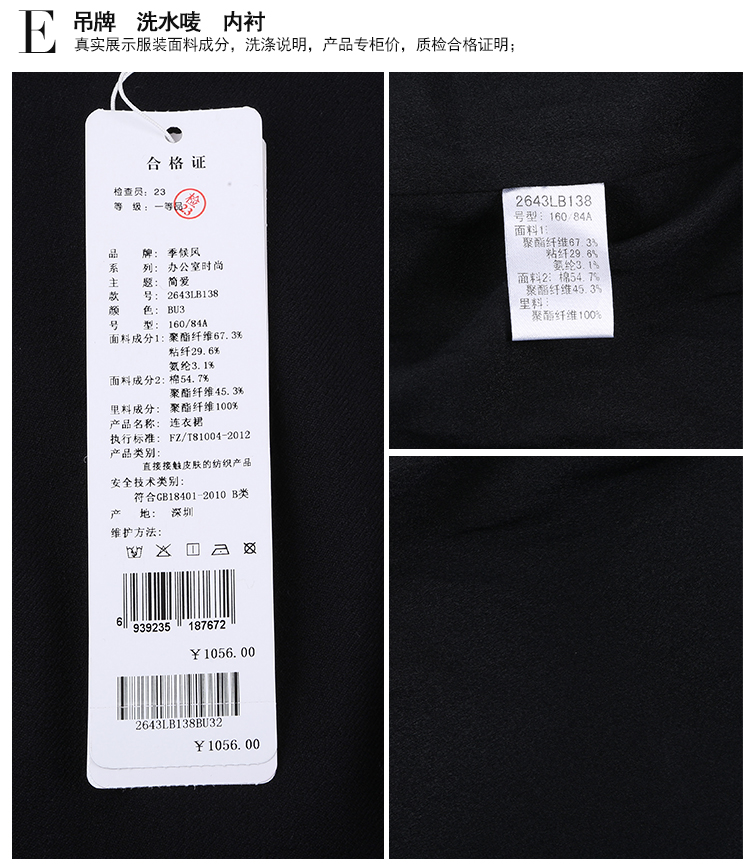 E
吊牌 洗水唛 内衬
真实展示服装面料成分，洗涤说明，产品专柜价，质检合格证明；
合格证
检查员：23
等 级：一等品
检
23
品 牌：季候风
系 列：办公室时尚
主 题：简爱
款 号：2643LB138
颜 色：BU3
号 型：160/84A
面料成分1：聚酯纤维67.3%
粘纤29.6%
氨纶3.1%
面料成分2：棉54.7%
聚酯纤维45.3%
里料成分：聚酯纤维100%
产品名称：连衣裙
执行标准：FZ/T81004-2012
产品类别：
直接接触皮肤的纺织产品
安全技术类别：
符合GB18401-2010 B类
产 地：深圳
维护方法：
6 939235 187672
￥1056.00
2643LB138BU32
￥1056.00
2643LB138
号型：160/84A
面料1：
聚酯纤维67.3%
粘纤29.6%
氨纶3.1%
面料2：棉54.7%
聚酯纤维45.3%
里料：
聚酯纤维100%